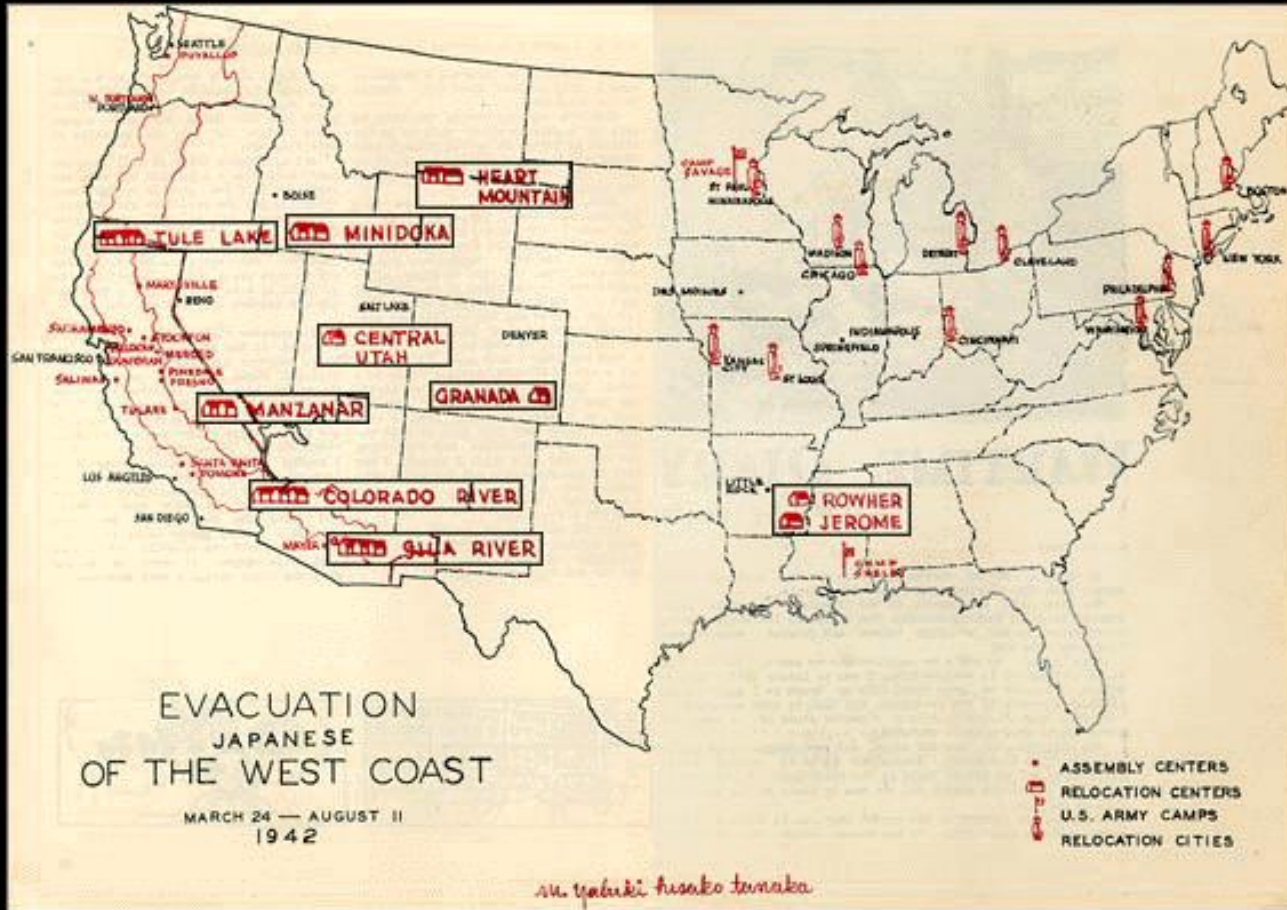 SEATTLE
PUYALLUP
PORTLAND
BOISE
HEART
MOUNTAIN
TULE LAKE
MINIDOKA
MARYSVILLE
RENO
SALT LAKE
DENVER
SACRAMENTO
STOCKTON
SAN FRANCISCO
MERCED
PINEDALE
FRESNO
SALINAS
TULARE
CENTRAL
UTAH
GRANADA
MANZANAR
SANTA ANITA
POMONA
LOS ANGELES
COLORADO RIVER
SAN DIEGO
MAYER
GILA RIVER
CAMP
SAVAGE
ST PAUL
MINNEAPOLIS
MADISON
CHICAGO
DETROIT
CLEVELAND
BOSTON
NEW YORK
PHILADELPHIA
WASHINGTON
DES MOINES
INDIANAPOLIS
SPRINGFIELD
CINCINNATI
KANSAS
CITY
ST LOUIS
LITTLE
ROCK
ROWHER
JEROME
CAMP
EVACUATION
JAPANESE
OF THE WEST COAST
MARCH 24 — AUGUST 11
1942
ASSEMBLY CENTERS
RELOCATION CENTERS
U.S. ARMY CAMPS
RELOCATION CITIES
m. yabuki hisako tanaka